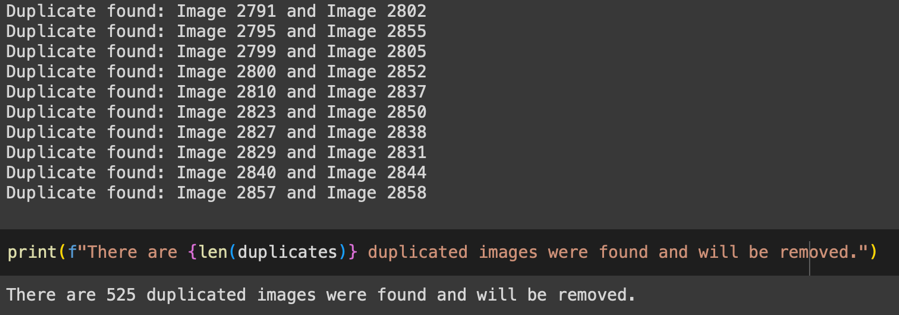 Duplicate found: Image 2791 and Image 2802
Duplicate found: Image 2795 and Image 2855
Duplicate found: Image 2799 and Image 2805
Duplicate found: Image 2800 and Image 2852
Duplicate found: Image 2810 and Image 2837
Duplicate found: Image 2823 and Image 2850
Duplicate found: Image 2827 and Image 2838
Duplicate found: Image 2829 and Image 2831
Duplicate found: Image 2840 and Image 2844
Duplicate found: Image 2857 and Image 2858
print(f"There are {len(duplicates)} duplicated images were found and will be removed.")
There are 525 duplicated images were found and will be removed.